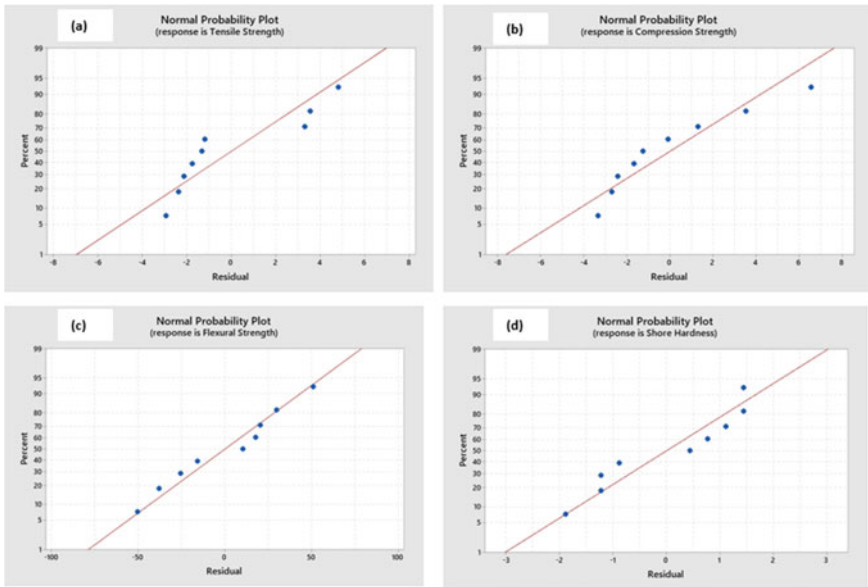 (a)
Normal Probability Plot
(response is Tensile Strength)
99
95
90
80
70
60
50
40
30
20
10
5
1
Percent
-8 -6 -4 -2 0 2 4 6 8
Residual
(b)
Normal Probability Plot
(response is Compression Strength)
99
95
90
80
70
60
50
40
30
20
10
5
1
Percent
-8 -6 -4 -2 0 2 4 6 8
Residual
(c)
Normal Probability Plot
(response is Flexural Strength)
99
95
90
80
70
60
50
40
30
20
10
5
1
Percent
-100 -50 0 50 100
Residual
(d)
Normal Probability Plot
(response is Shore Hardness)
99
95
90
80
70
60
50
40
30
20
10
5
1
Percent
-3 -2 -1 0 1 2 3
Residual